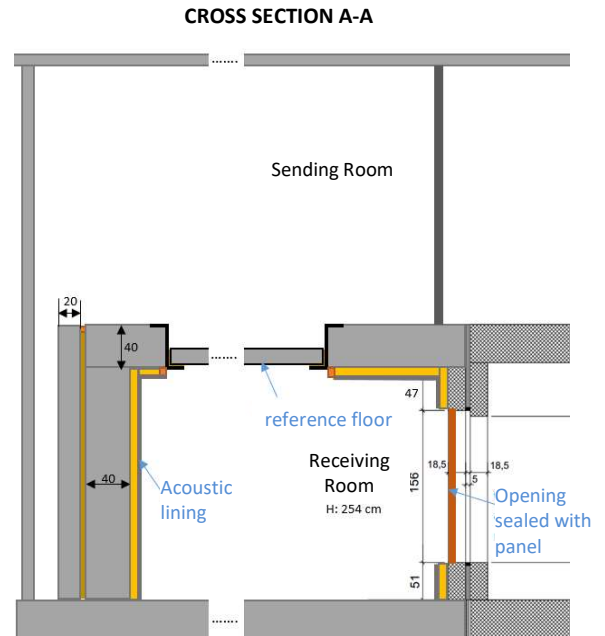 CROSS SECTION A-A
.......
Sending Room
20
40
.......
47
reference floor
40
Acoustic
lining
Receiving
Room
H: 254 cm
156
18,5
18,5
5
Opening
sealed with
panel
51
.......